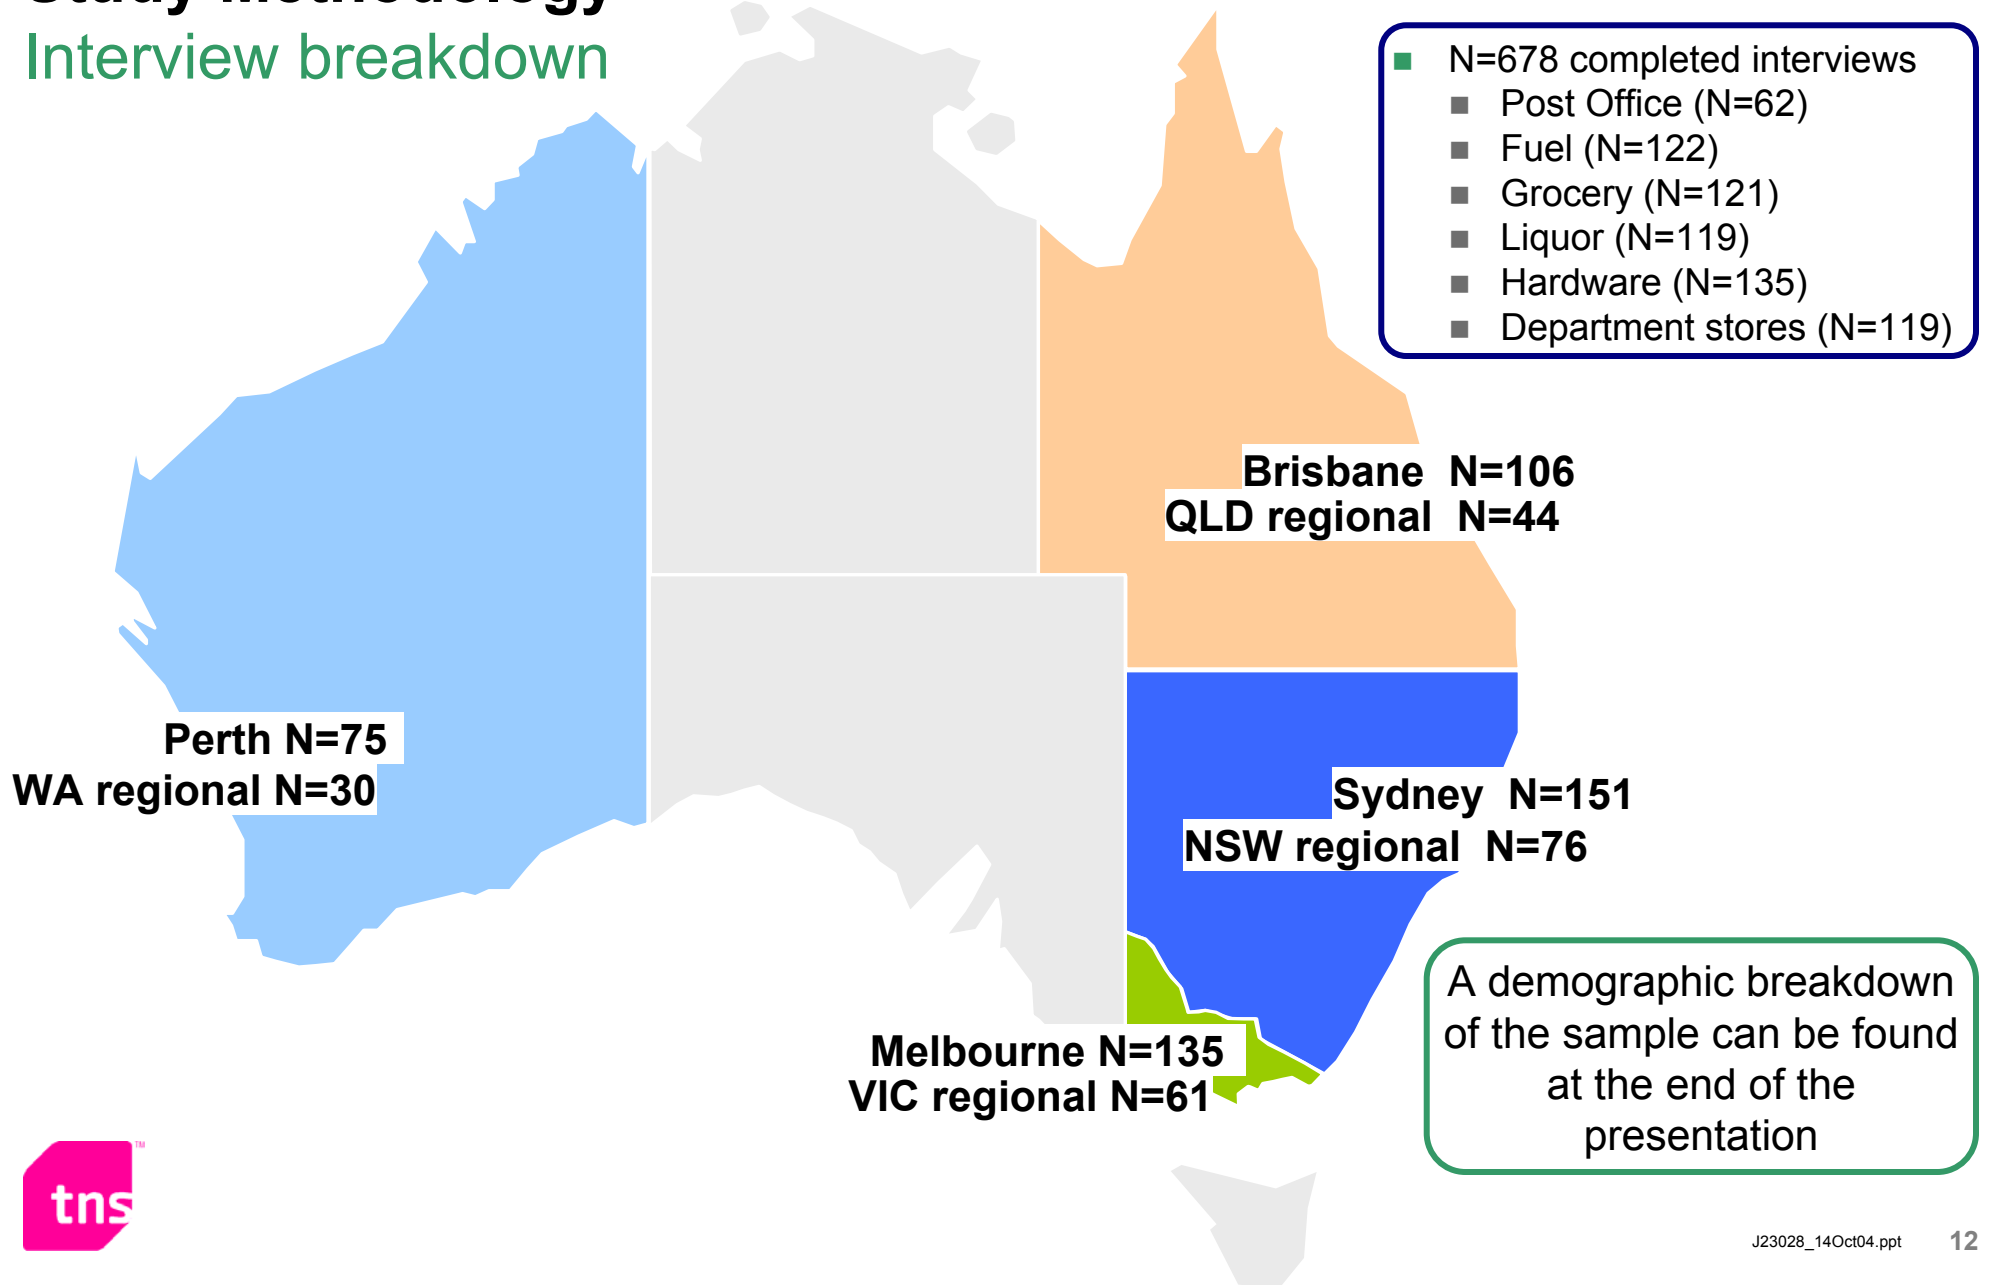 Study Methodology
Interview breakdown
N=678 completed interviews
Post Office (N=62)
Fuel (N=122)
Grocery (N=121)
Liquor (N=119)
Hardware (N=135)
Department stores (N=119)
Brisbane N=106
QLD regional N=44
Perth N=75
WA regional N=30
Sydney N=151
NSW regional N=76
Melbourne N=135
VIC regional N=61
A demographic breakdown
of the sample can be found
at the end of the
presentation
tns
TM
J23028_14Oct04.ppt 12